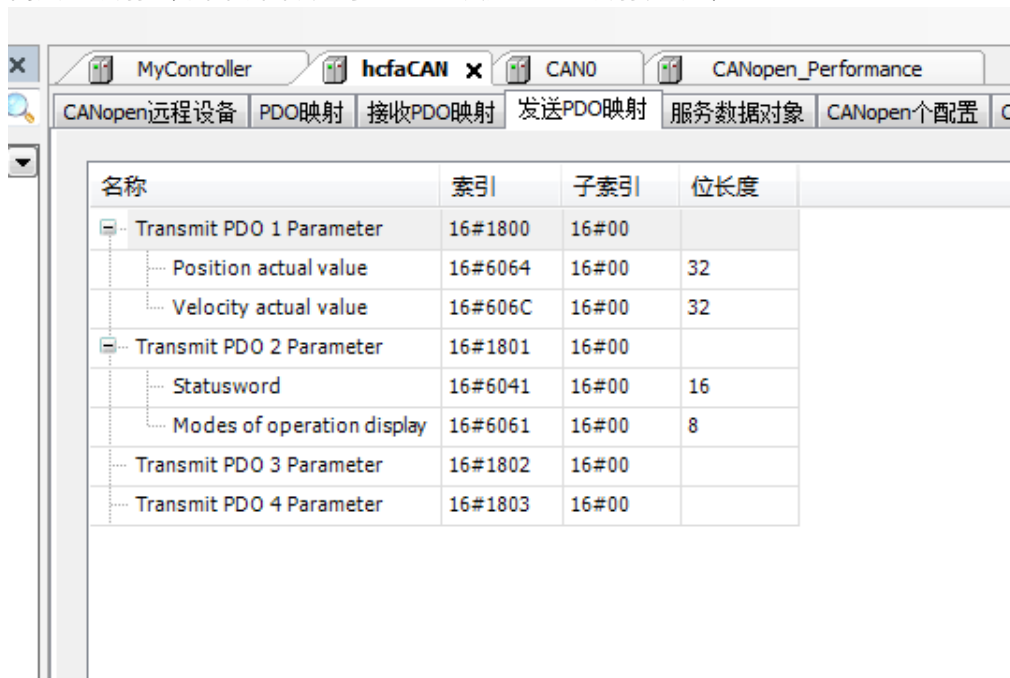 MyController hcfaCAN CAN0 CANopen_Performance
CANopen远程设备 PDO映射 接收PDO映射 发送PDO映射 服务数据对象 CANopen个配置
名称 索引 子索引 位长度
Transmit PDO 1 Parameter 16#1800 16#00
Position actual value 16#6064 16#00 32
Velocity actual value 16#606C 16#00 32
Transmit PDO 2 Parameter 16#1801 16#00
Statusword 16#6041 16#00 16
Modes of operation display 16#6061 16#00 8
Transmit PDO 3 Parameter 16#1802 16#00
Transmit PDO 4 Parameter 16#1803 16#00